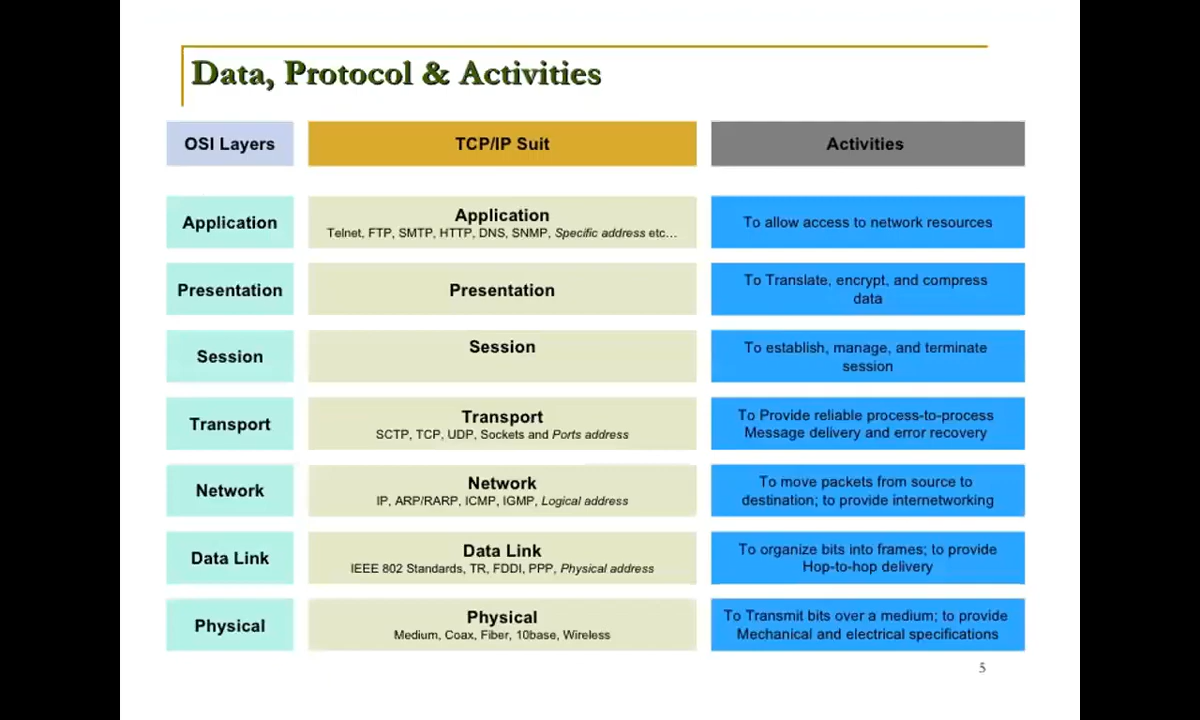 Data, Protocol & Activities
OSI Layers
TCP/IP Suit
Activities
Application
Application
Telnet, FTP, SMTP, HTTP, DNS, SNMP, Specific address etc…
To allow access to network resources
Presentation
Presentation
To Translate, encrypt, and compress
data
Session
Session
To establish, manage, and terminate
session
Transport
Transport
SCTP, TCP, UDP, Sockets and Ports address
To Provide reliable process-to-process
Message delivery and error recovery
Network
Network
IP, ARP/RARP, ICMP, IGMP, Logical address
To move packets from source to
destination; to provide internetworking
Data Link
Data Link
IEEE 802 Standards, TR, FDDI, PPP, Physical address
To organize bits into frames; to provide
Hop-to-hop delivery
Physical
Physical
Medium, Coax, Fiber, 10base, Wireless
To Transmit bits over a medium; to provide
Mechanical and electrical specifications
5